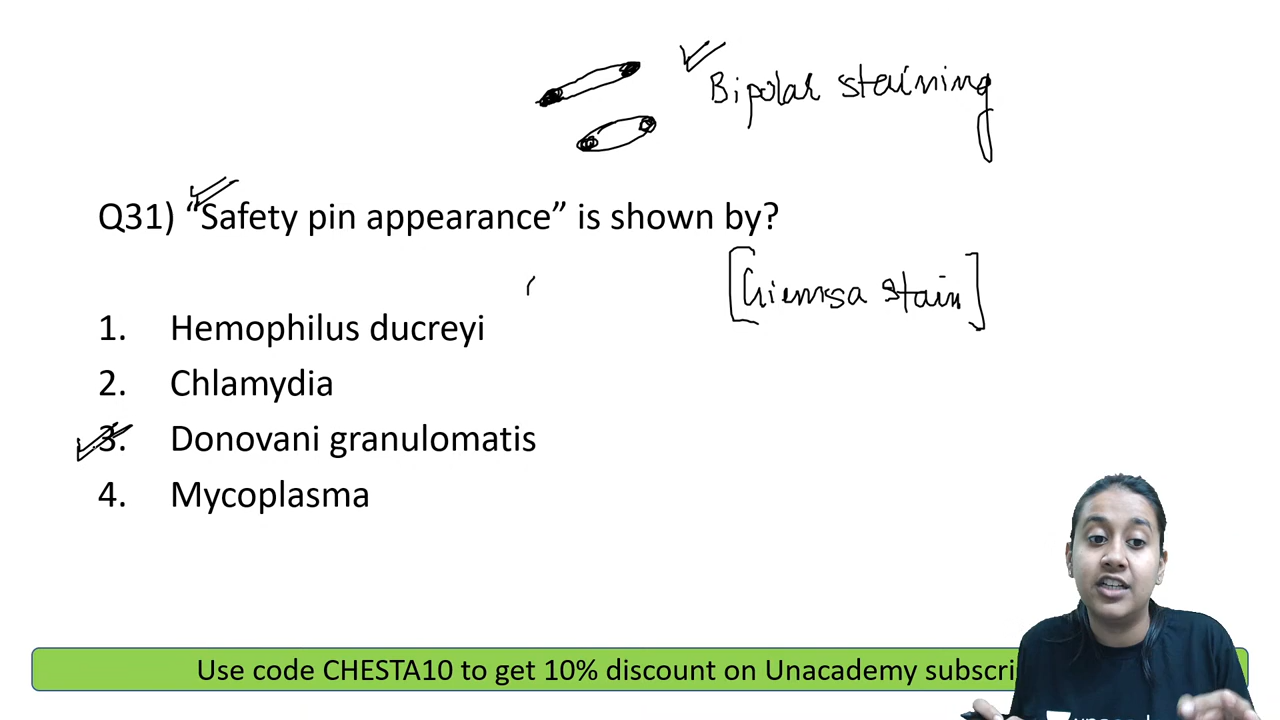 Bipolar staining
Q31) “Safety pin appearance” is shown by?
[Giemsa stain]
1. Hemophilus ducreyi
2. Chlamydia
3. Donovani granulomatis
4. Mycoplasma
Use code CHESTA10 to get 10% discount on Unacademy subscri